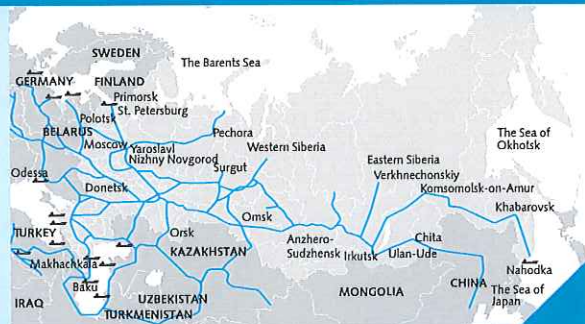 SWEDEN
The Barents Sea
GERMANY
FINLAND
Primorsk
St. Petersburg
Polotsk
BELARUS
Pechora
The Sea of
Okhotsk
Moscow
Yaroslavl
Western Siberia
Nizhny Novgorod
Eastern Siberia
Surgut
Verkhnechonskiy
Odessa
Komsomolsk-on-Amur
Donetsk
Khabarovsk
Omsk
Orsk
TURKEY
Anzhero-
Sudzhensk
Chita
KAZAKHSTAN
Irkutsk
Ulan-Ude
Makhachkala
Nahodka
Baku
MONGOLIA
CHINA
The Sea of
Japan
IRAQ
UZBEKISTAN
TURKMENISTAN